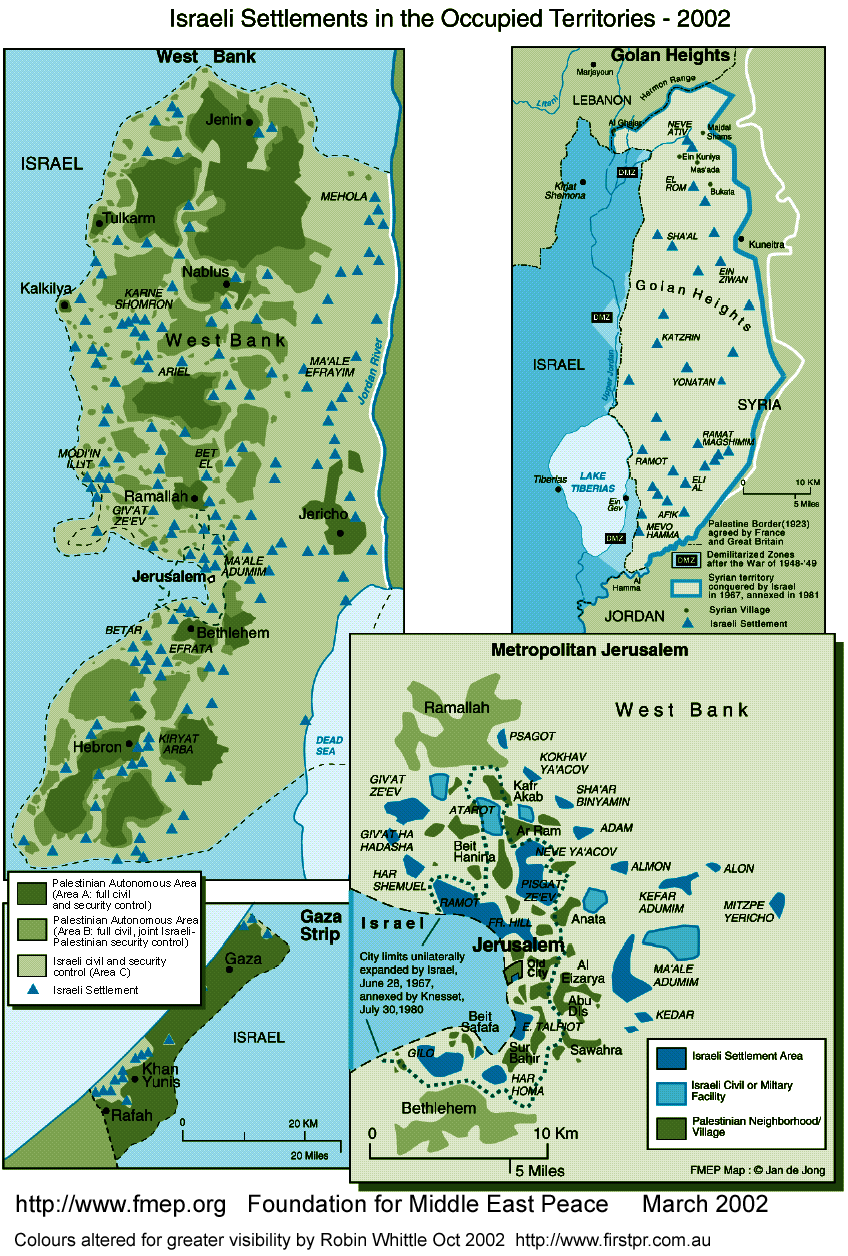 Israeli Settlements in the Occupied Territories - 2002
West Bank
ISRAEL
Jenin
MEHOLA
Tulkarm
Nablus
Kalkilya
KARNE
SHOMRON
West Bank
ARIEL
MA'ALE
EFRAYIM
Jordan River
MODI'IN
ILLIT
BET
EL
Ramallah
GIV'AT
ZE'EV
Jericho
MA'ALE
ADUMIM
Jerusalem
BETAR
Bethlehem
EFRATA
Hebron
KIRYAT
ARBA
DEAD
SEA
Golan Heights
Marjayoun
Litani
LEBANON
Hermon Range
Al Ghajar
NEVE
ATIV
Majdal
Shams
DMZ
Ein Kuniya
Mas'ada
Kirjat
Shemona
EL
ROM
Bukata
SHA'AL
Kuneitra
EIN
ZIWAN
Golan Heights
DMZ
KATZRIN
ISRAEL
Upper Jordan
YONATAN
SYRIA
RAMAT
MAGSHIMIM
RAMOT
Tiberias
LAKE
TIBERIAS
ELI
AL
Ein
Gev
AFIK
MEVO
HAMMA
DMZ
Al
Hamma
JORDAN
10 KM
5 Miles
Palestine Border(1923)
agreed by France
and Great Britain
DMZ
Demilitarized Zones
after the War of 1948-'49
Syrian territory
conquered by Israel
in 1967, annexed in 1981
Syrian Village
Israeli Settlement
Palestinian Autonomous Area
(Area A: full civil
and security control)
Palestinian Autonomous Area
(Area B: full civil, joint Israeli-
Palestinian security control)
Israeli civil and security
control (Area C)
Israeli Settlement
Gaza
Strip
Gaza
ISRAEL
Khan
Yunis
Rafah
0
20 KM
20 Miles
Metropolitan Jerusalem
Ramallah
West Bank
PSAGOT
KOKHAV
YA'ACOV
GIV'AT
ZE'EV
Kafr
Akab
SHA'AR
BINYAMIN
ATAROT
GIV'AT HA
HADASHA
Ar Ram
ADAM
Beit
Hanina
NEVE YA'ACOV
HAR
SHEMUEL
PISGAT
ZE'EV
ALMON
ALON
RAMOT
KEFAR
ADUMIM
MITZPE
YERICHO
Israel
FR. HILL
Anata
Jerusalem
City limits unilaterally
expanded by Israel,
June 28, 1967,
annexed by Knesset,
July 30,1980
Old
City
Al
Eizarya
MA'ALE
ADUMIM
Abu
Dis
Beit
Safafa
E. TALPIOT
KEDAR
GILO
Sur
Bahir
Sawahra
HAR
HOMA
Bethlehem
Israeli Settlement Area
Israeli Civil or Military
Facility
Palestinian Neighborhood/
Village
0
10 Km
5 Miles
FMEP Map : © Jan de Jong
http://www.fmep.org Foundation for Middle East Peace March 2002
Colours altered for greater visibility by Robin Whittle Oct 2002 http://www.firstpr.com.au